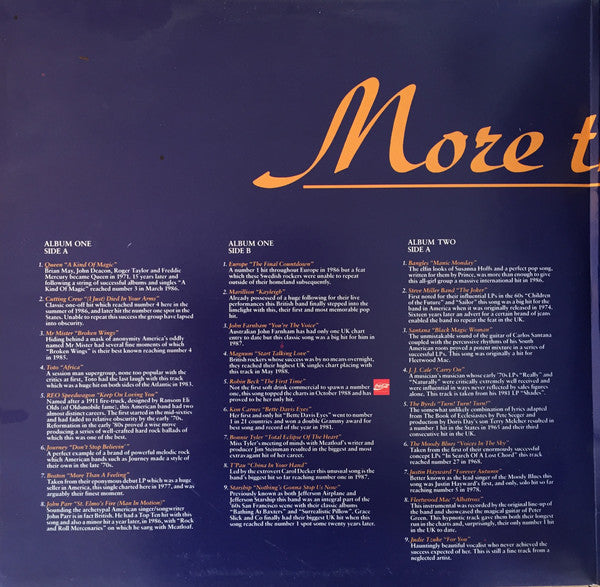 More t
ALBUM ONE
SIDE A
1. Queen "A Kind Of Magic"
Brian May, John Deacon, Roger Taylor and Freddie
Mercury became Queen in 1971. 15 years later and
following a string of successful albums and singles "A
Kind Of Magic" reached number 3 in March 1986.
2. Cutting Crew "(I Just) Died In Your Arms"
Classic one-off hit which reached number 4 here in the
summer of 1986, and later hit the number one spot in the
States. Unable to repeat this success the group have lapsed
into obscurity.
3. Mr Mister "Broken Wings"
Hiding behind a mask of anonymity America's oddly
named Mr Mister had several fine moments of which
"Broken Wings" is their best known reaching number 4
in 1985.
4. Toto "Africa"
A session man supergroup, none too popular with the
critics at first, Toto had the last laugh with this track
which was a huge hit on both sides of the Atlantic in 1983.
5. REO Speedwagon "Keep On Loving You"
Named after a 1911 fire-truck, designed by Ransom Eli
Olds (of Oldsmobile fame), this American band had two
almost distinct careers. The first started in the mid-sixties
and had faded to relative obscurity by the early '70s.
Reformation in the early '80s proved a wise move
producing a series of well-crafted hard rock ballads of
which this was one of the best.
6. Journey "Don't Stop Believin'"
A perfect example of a brand of powerful melodic rock
which American bands such as Journey made a style of
their own in the late '70s.
7. Boston "More Than A Feeling"
Taken from their eponymous debut LP which was a huge
seller in America, this single charted here in 1977, and was
arguably their finest moment.
8. John Parr "St. Elmo's Fire (Man In Motion)"
Sounding the archetypal American singer/songwriter
John Parr is in fact British. He had a Top Ten hit with this
song and also a minor hit a year later, in 1986, with "Rock
and Roll Mercenaries" on which he sang with Meatloaf.
ALBUM ONE
SIDE B
1. Europe "The Final Countdown"
A number 1 hit throughout Europe in 1986 but a feat
which these Swedish rockers were unable to repeat
outside of their homeland subsequently.
2. Marillion "Kayleigh"
Already possessed of a huge following for their live
performances this British band finally stepped into the
limelight with this, their first and most memorable pop
hit.
3. John Farnham "You're The Voice"
Australian John Farnham has had only one UK chart
entry to date but this classic song was a big hit for him in
1987.
4. Magnum "Start Talking Love"
British rockers whose success was by no means overnight,
they reached their highest UK singles chart placing with
this track in May 1988.
5. Robin Beck "The First Time"
Not the first soft drink commercial to spawn a number
one, this song topped the charts in October 1988 and has
proved to be her only hit.
6. Kim Carnes "Bette Davis Eyes"
Her first and only hit "Bette Davis Eyes" went to number
1 in 21 countries and won a double Grammy award for
best song and record of the year in 1981.
7. Bonnie Tyler "Total Eclipse Of The Heart"
Miss Tyler's meeting of minds with Meatloaf's writer and
producer Jim Steinman resulted in the biggest and most
extravagant hit of her career.
8. T'Pau "China In Your Hand"
Led by the extrovert Carol Decker this unusual song is the
band's biggest hit so far reaching number one in 1987.
9. Starship "Nothing's Gonna Stop Us Now"
Previously known as both Jefferson Airplane and
Jefferson Starship this band was an integral part of the
'60s San Francisco scene with their classic albums
"Bathing At Baxters" and "Surrealistic Pillow". Grace
Slick and Co finally had their biggest UK hit when this
song reached the number 1 spot some twenty years later.
ALBUM TWO
SIDE A
1. Bangles "Manic Monday"
The elfin looks of Susanna Hoffs and a perfect pop song,
written for them by Prince, was more than enough to give
this all-girl group a massive international hit in 1986.
2. Steve Miller Band "The Joker"
First noted for their influential LPs in the 60s "Children
of the Future" and "Sailor" this song was a big hit for the
band in America when it was originally released in 1974.
Sixteen years later an advert for a certain brand of jeans
enabled the band to repeat the feat in the UK.
3. Santana "Black Magic Woman"
The unmistakable sound of the guitar of Carlos Santana
coupled with the percussive rhythms of his South
American roots proved a potent mixture in a series of
successful LPs. This song was originally a hit for
Fleetwood Mac.
4. J. J. Cale "Carry On"
A musician's musician whose early '70s LPs "Really" and
"Naturally" were critically extremely well received and
were influential in ways never reflected by sales figures
alone. This track is taken from his 1981 LP "Shades".
5. The Byrds "Turn! Turn! Turn!"
The somewhat unlikely combination of lyrics adapted
from The Book of Ecclesiastes by Pete Seeger and
production by Doris Day's son Terry Melcher resulted in
a number 1 hit in the States in 1965 and their third
consecutive hit in the UK.
6. The Moody Blues "Voices In The Sky"
Taken from the first of their enormously successful
concept LPs "In Search Of A Lost Chord" this track
reached number 27 in 1968.
7. Justin Hayward "Forever Autumn"
Better known as the lead singer of the Moody Blues this
song was Justin Hayward's first, and only, solo hit so far
reaching number 5 in 1978.
8. Fleetwood Mac "Albatross"
This instrumental was recorded by the original line-up of
the band and showcased the magical guitar of Peter
Green. This hypnotic track gave them both their longest
run in the charts and, surprisingly, their only number 1 hit
in the UK to date.
9. Judie Tzuke "For You"
Hauntingly beautiful vocalist who never achieved the
success expected of her. This is still a fine track from a
neglected artist.